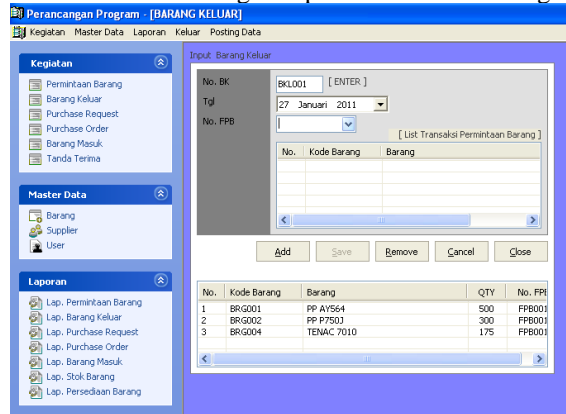 Perancangan Program - [BARANG KELUAR]
Kegiatan Master Data Laporan Keluar Posting Data
Kegiatan
Permintaan Barang
Barang Keluar
Purchase Request
Purchase Order
Barang Masuk
Tanda Terima
Master Data
Barang
Supplier
User
Laporan
Lap. Permintaan Barang
Lap. Barang Keluar
Lap. Purchase Request
Lap. Purchase Order
Lap. Barang Masuk
Lap. Stok Barang
Lap. Persediaan Barang
Input Barang Keluar
No. BK BKL001 [ ENTER ]
Tgl 27 Januari 2011
No. FPB
[ List Transaksi Permintaan Barang ]
No. Kode Barang Barang
Add Save Remove Cancel Close
No. Kode Barang Barang QTY No. FPB
1 BRG001 PP AY564 500 FPB001
2 BRG002 PP P750J 300 FPB001
3 BRG004 TENAC 7010 175 FPB001